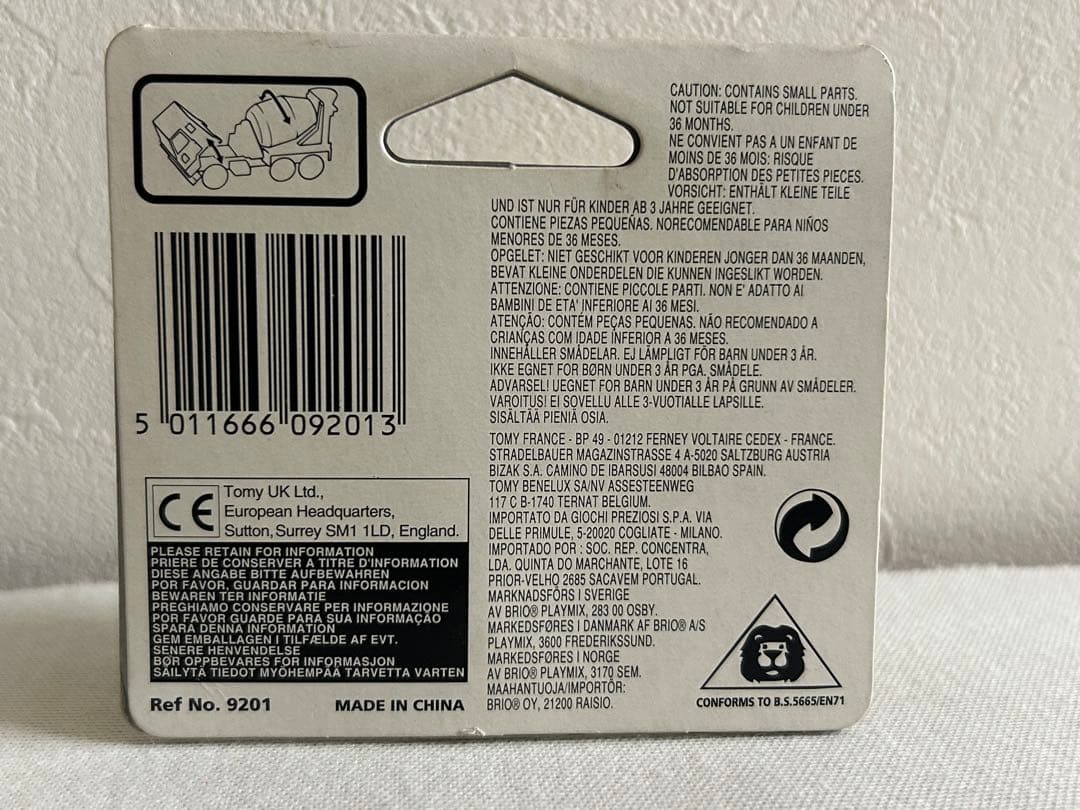 CAUTION: CONTAINS SMALL PARTS.
NOT SUITABLE FOR CHILDREN UNDER
36 MONTHS.
NE CONVIENT PAS A UN ENFANT DE
MOINS DE 36 MOIS: RISQUE
D'ABSORPTION DES PETITES PIECES.
VORSICHT: ENTHÄLT KLEINE TEILE
UND IST NUR FÜR KINDER AB 3 JAHRE GEEIGNET.
CONTIENE PIEZAS PEQUEÑAS. NORECOMENDABLE PARA NIÑOS
MENORES DE 36 MESES.
OPGELET: NIET GESCHIKT VOOR KINDEREN JONGER DAN 36 MAANDEN,
BEVAT KLEINE ONDERDELEN DIE KUNNEN INGESLIKT WORDEN.
ATTENZIONE: CONTIENE PICCOLE PARTI. NON E' ADATTO AI
BAMBINI DE ETA' INFERIORE AI 36 MESI.
ATENÇÃO: CONTÉM PEÇAS PEQUENAS. NÃO RECOMENDADO A
CRIANÇAS COM IDADE INFERIOR A 36 MESES.
INNEHÅLLER SMÅDELAR. EJ LÄMPLIGT FÖR BARN UNDER 3 ÅR.
IKKE EGNET FOR BØRN UNDER 3 ÅR PGA. SMÅDELE.
ADVARSEL! UEGNET FOR BARN UNDER 3 ÅR PÅ GRUNN AV SMÅDELER.
VAROITUS! EI SOVELLU ALLE 3-VUOTIALLE LAPSILLE.
SISÄLTÄÄ PIENIÄ OSIA.
TOMY FRANCE - BP 49 - 01212 FERNEY VOLTAIRE CEDEX - FRANCE.
STRADELBAUER MAGAZINSTRASSE 4 A-5020 SALTZBURG AUSTRIA
BIZAK S.A. CAMINO DE IBARSUSI 48004 BILBAO SPAIN.
TOMY BENELUX SA/NV ASSESTEENWEG
117 C B-1740 TERNAT BELGIUM.
IMPORTATO DA GIOCHI PREZIOSI S.P.A. VIA
DELLE PRIMULE, 5-20020 COGLIATE - MILANO.
IMPORTADO POR : SOC. REP. CONCENTRA,
LDA. QUINTA DO MARCHANTE, LOTE 16
PRIOR-VELHO 2685 SACAVEM PORTUGAL.
MARKNADSFÖRS I SVERIGE
AV BRIO® PLAYMIX, 283 00 OSBY.
MARKEDSFØRES I DANMARK AF BRIO® A/S
PLAYMIX, 3600 FREDERIKSSUND.
MARKEDSFØRES I NORGE
AV BRIO® PLAYMIX, 3170 SEM.
MAAHANTUOJA/IMPORTÖR:
BRIO® OY, 21200 RAISIO.
5 011666 092013
CE
Tomy UK Ltd.,
European Headquarters,
Sutton, Surrey SM1 1LD, England.
PLEASE RETAIN FOR INFORMATION
PRIERE DE CONSERVER A TITRE D'INFORMATION
DIESE ANGABE BITTE AUFBEWAHREN
POR FAVOR, GUARDAR PARA INFORMACION
BEWAREN TER INFORMATIE
PREGHIAMO CONSERVARE PER INFORMAZIONE
POR FAVOR GUARDE PARA SUA INFORMAÇÃO
SPARA DENNA INFORMATION
GEM EMBALLAGEN I TILFÆLDE AF EVT.
SENERE HENVENDELSE
BØR OPPBEVARES FOR INFORMASJON
SÄILYTÄ TIEDOT MYÖHEMPÄÄ TARVETTA VARTEN
Ref No. 9201
MADE IN CHINA
CONFORMS TO B.S.5665/EN71